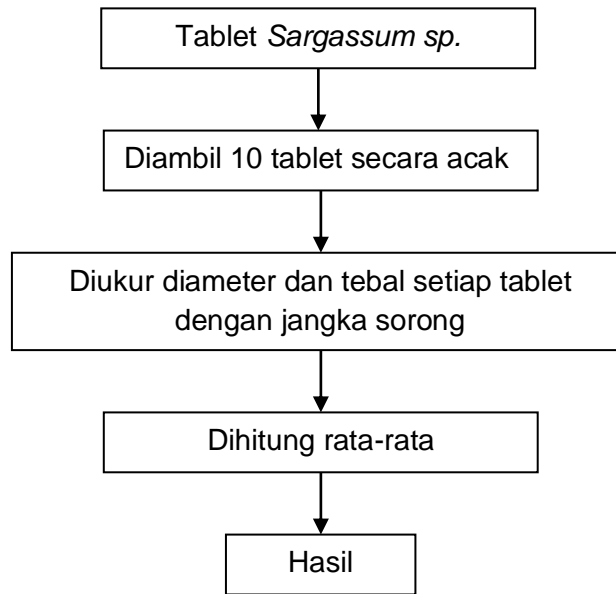 Tablet Sargassum sp.
Diambil 10 tablet secara acak
Diukur diameter dan tebal setiap tablet
dengan jangka sorong
Dihitung rata-rata
Hasil